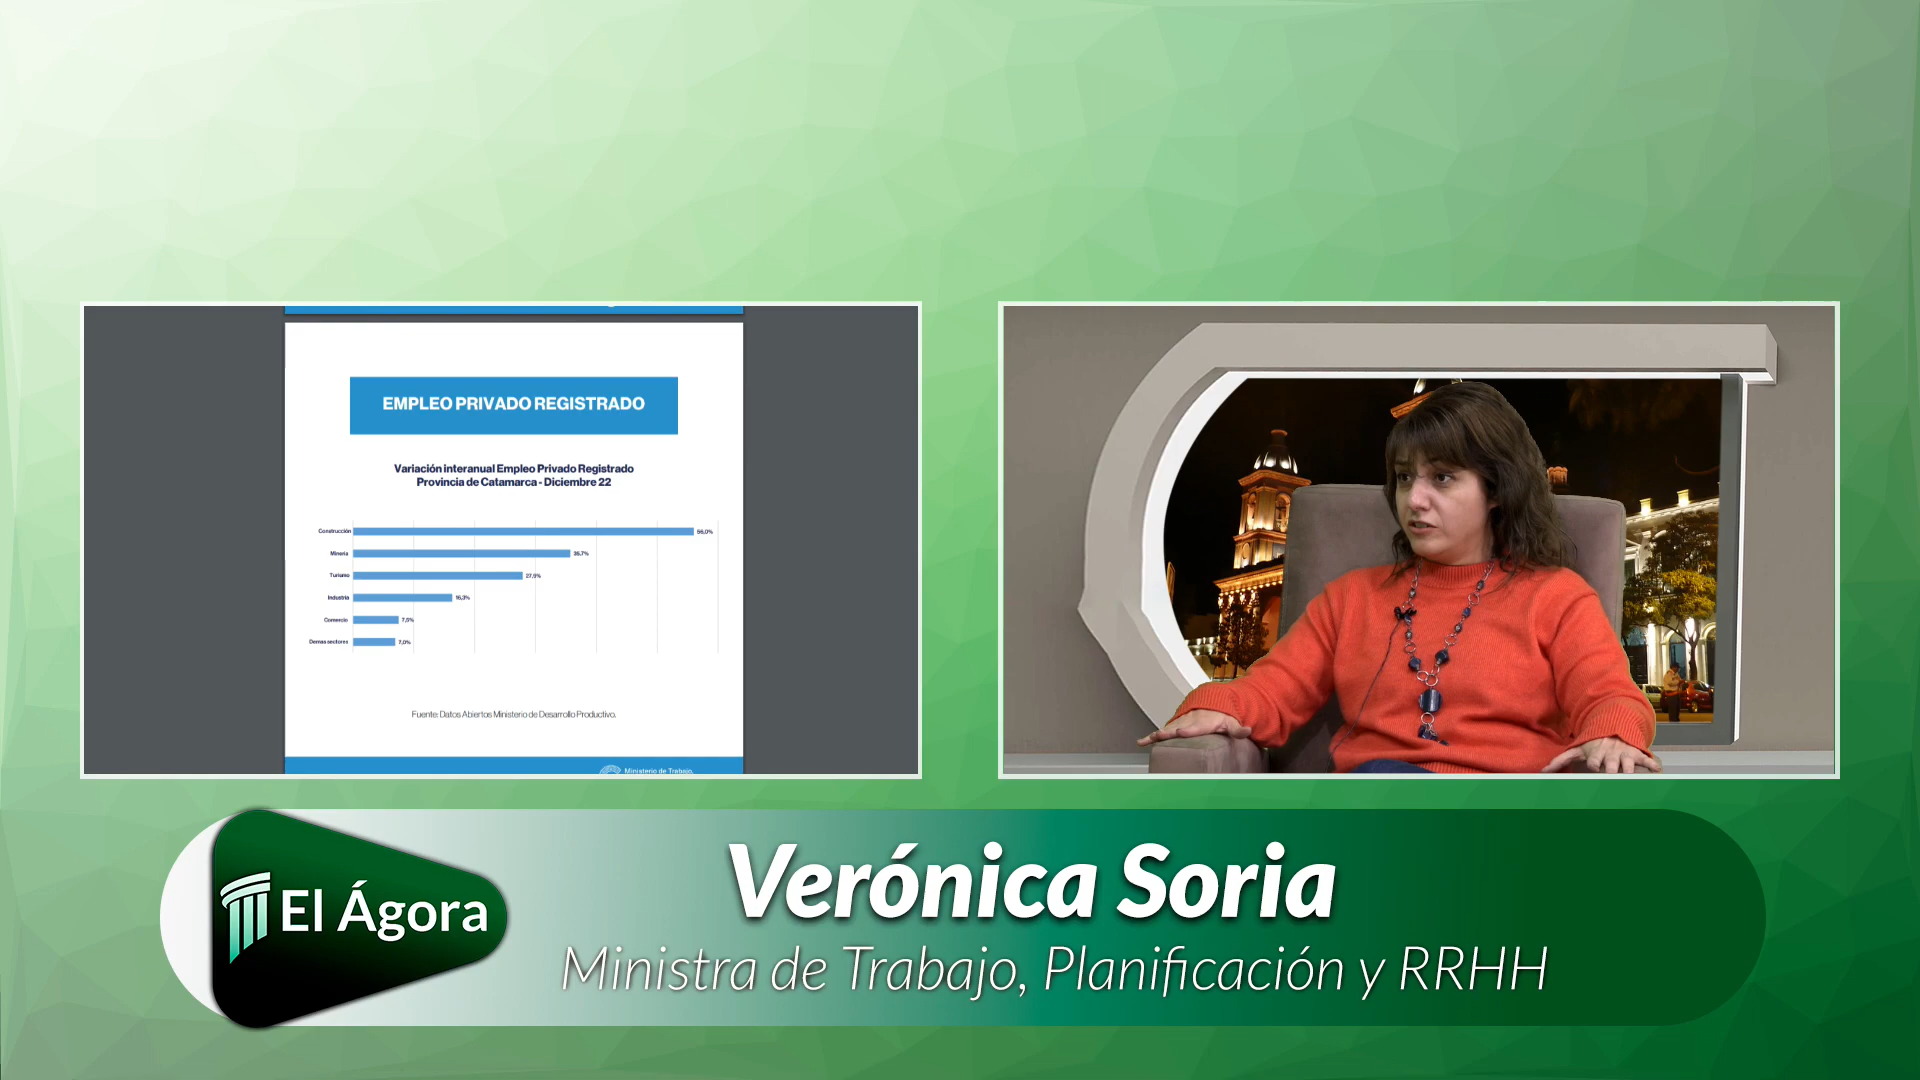 EMPLEO PRIVADO REGISTRADO
Variación interanual Empleo Privado Registrado
Provincia de Catamarca - Diciembre 22
Construcción 56,0%
Minería 35,7%
Turismo 27,9%
Industria 16,3%
Comercio 7,5%
Demas sectores 7,0%
Fuente: Datos Abiertos Ministerio de Desarrollo Productivo.
Ministerio de Trabajo,
El Ágora
Verónica Soria
Ministra de Trabajo, Planificación y RRHH